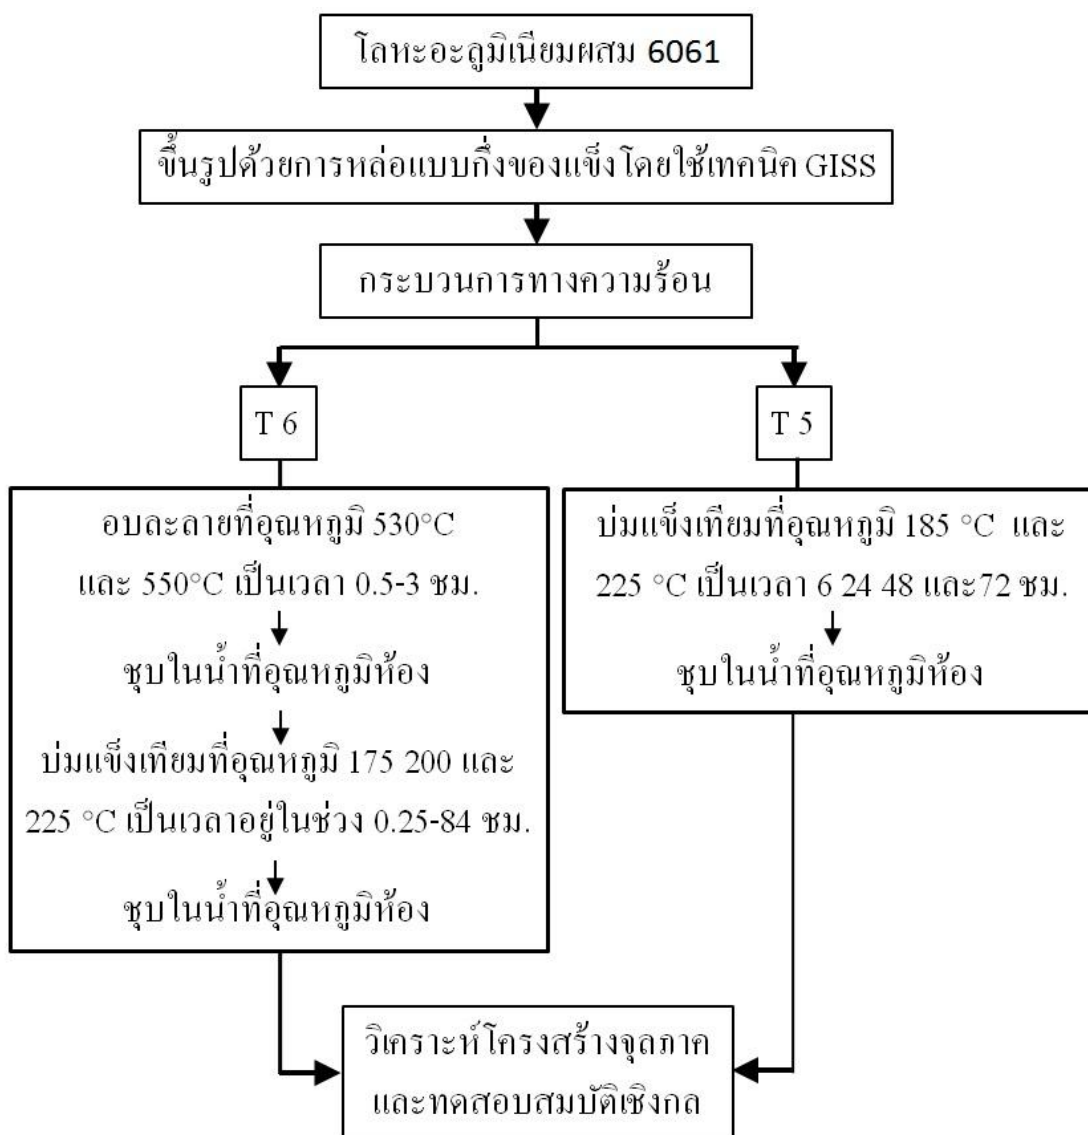 โลหะอะลูมิเนียมผสม 6061
ขึ้นรูปด้วยการหล่อแบบกึ่งของแข็งโดยใช้เทคนิค GISS
กระบวนการทางความร้อน
T 6
อบละลายที่อุณหภูมิ 530°C
และ 550°C เป็นเวลา 0.5-3 ชม.
ชุบในน้ำที่อุณหภูมิห้อง
บ่มแข็งเทียมที่อุณหภูมิ 175 200 และ
225 °C เป็นเวลาอยู่ในช่วง 0.25-84 ชม.
ชุบในน้ำที่อุณหภูมิห้อง
T 5
บ่มแข็งเทียมที่อุณหภูมิ 185 °C และ
225 °C เป็นเวลา 6 24 48 และ72 ชม.
ชุบในน้ำที่อุณหภูมิห้อง
วิเคราะห์โครงสร้างจุลภาค
และทดสอบสมบัติเชิงกล